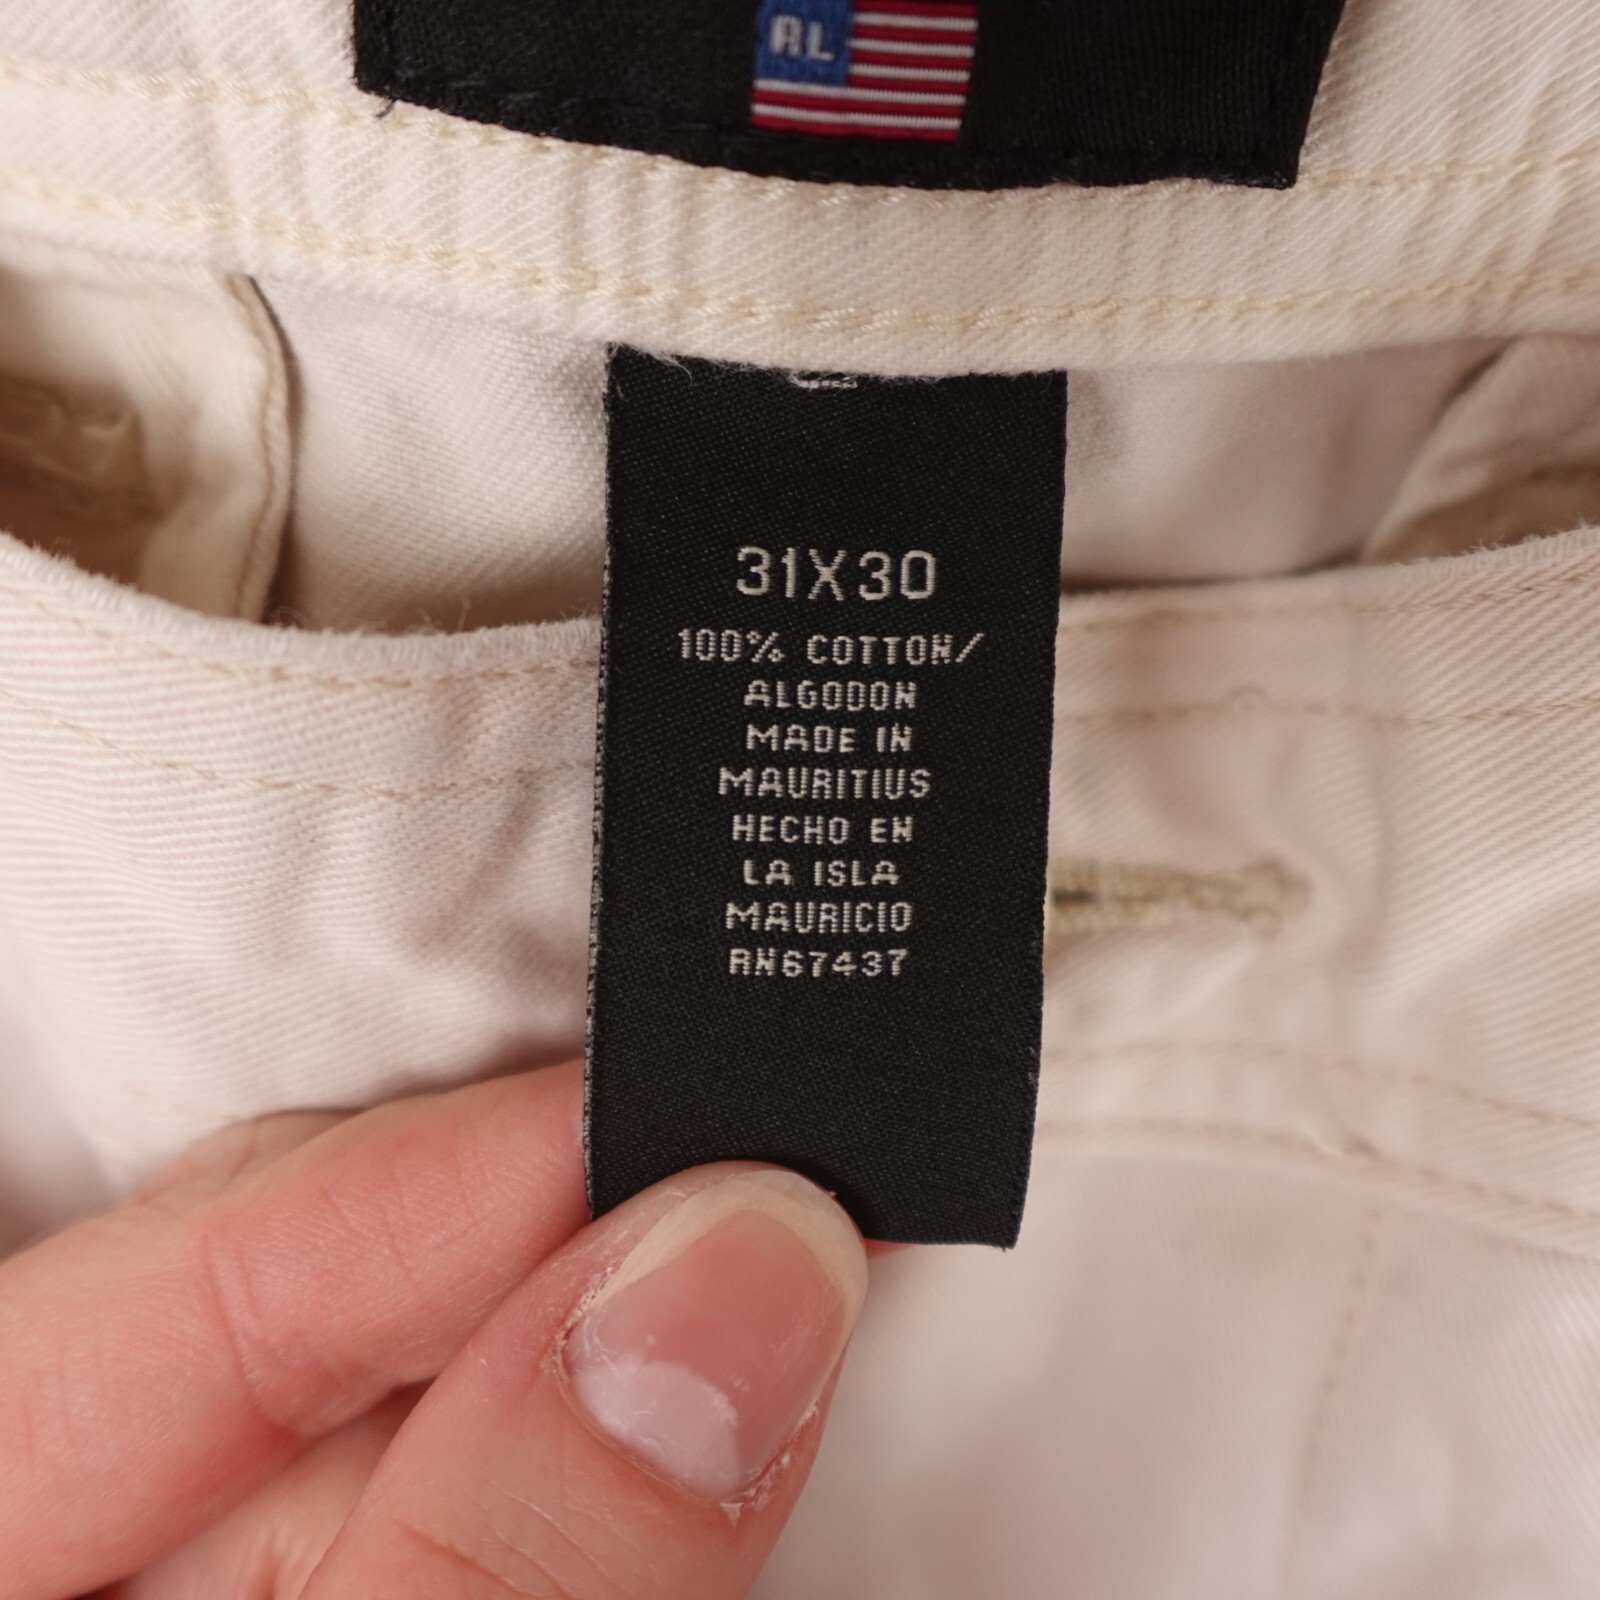 RL
31X30
100% COTTON/
ALGODON
MADE IN
MAURITIUS
HECHO EN
LA ISLA
MAURICIO
RN67437